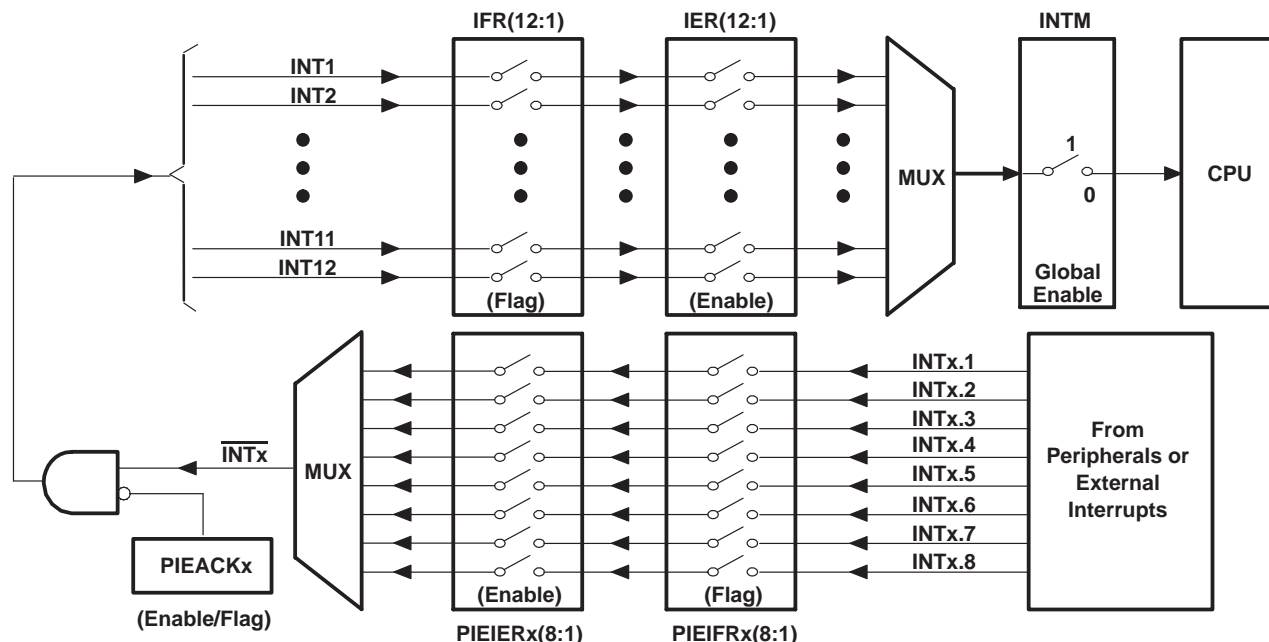 IFR(12:1)
IER(12:1)
INTM
INT1
INT2
INT11
INT12
(Flag)
(Enable)
MUX
1
0
Global
Enable
CPU
INTx.1
INTx.2
INTx.3
INTx.4
INTx.5
INTx.6
INTx.7
INTx.8
From
Peripherals or
External
Interrupts
INTx
MUX
PIEACKx
(Enable/Flag)
(Enable)
(Flag)
PIEIERx(8:1)
PIEIFRx(8:1)